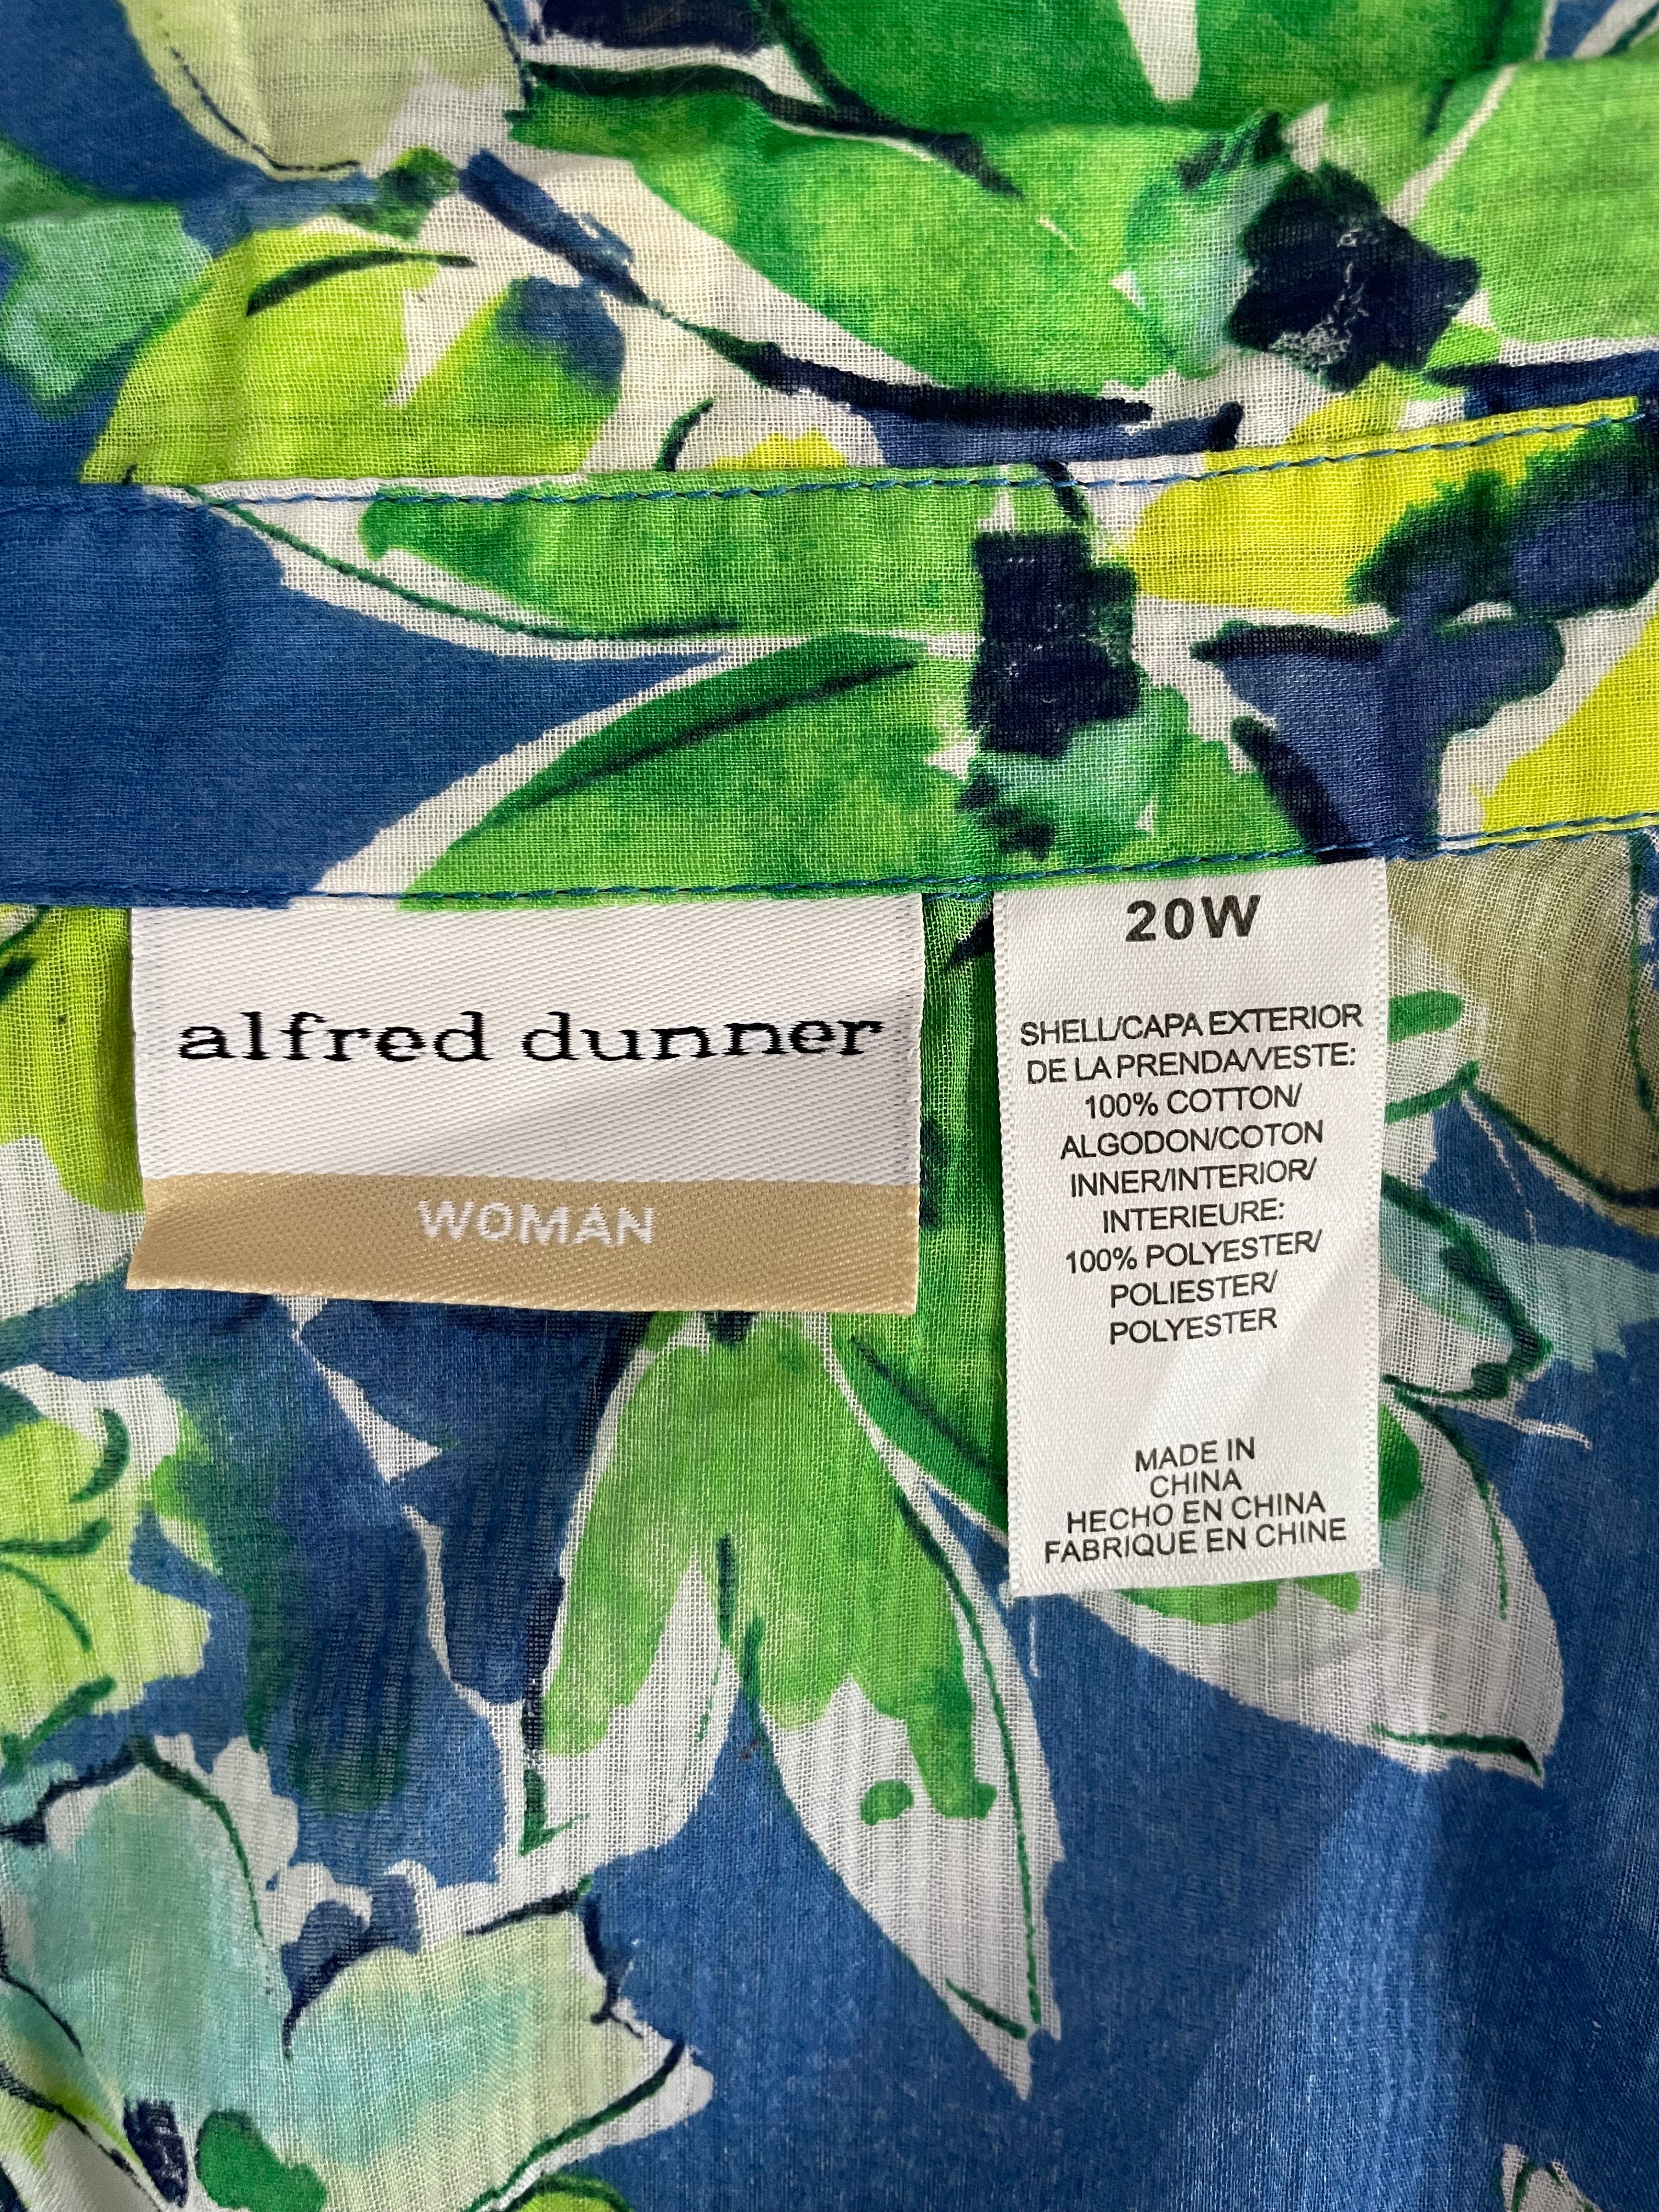 alfred dunner
WOMAN
20W
SHELL/CAPA EXTERIOR
DE LA PRENDA/VESTE:
100% COTTON/
ALGODON/COTON
INNER/INTERIOR/
INTERIEURE:
100% POLYESTER/
POLIESTER/
POLYESTER
MADE IN
CHINA
HECHO EN CHINA
FABRIQUE EN CHINE